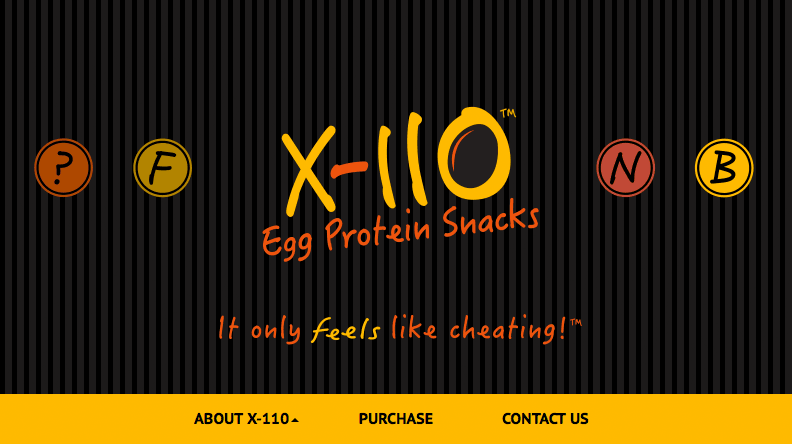 ? F N B
X-110™
Egg Protein Snacks
It only feels like cheating!™
ABOUT X-110 PURCHASE CONTACT US